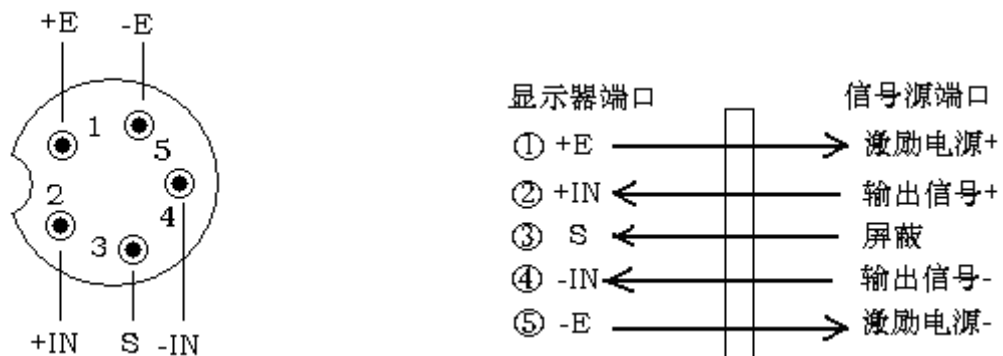 +E -E
1
5
2
4
3
+IN S -IN
显示器端口 信号源端口
① +E 激励电源+
② +IN 输出信号+
③ S 屏蔽
④ -IN 输出信号-
⑤ -E 激励电源-